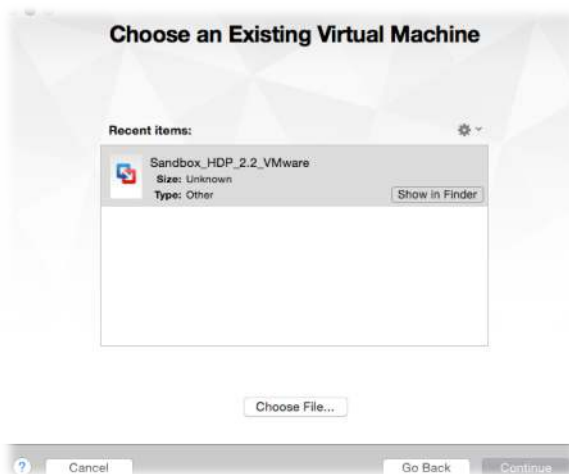 Choose an Existing Virtual Machine
Recent items:
Sandbox_HDP_2.2_VMware
Size: Unknown
Type: Other
Show in Finder
Choose File...
? Cancel Go Back Continue